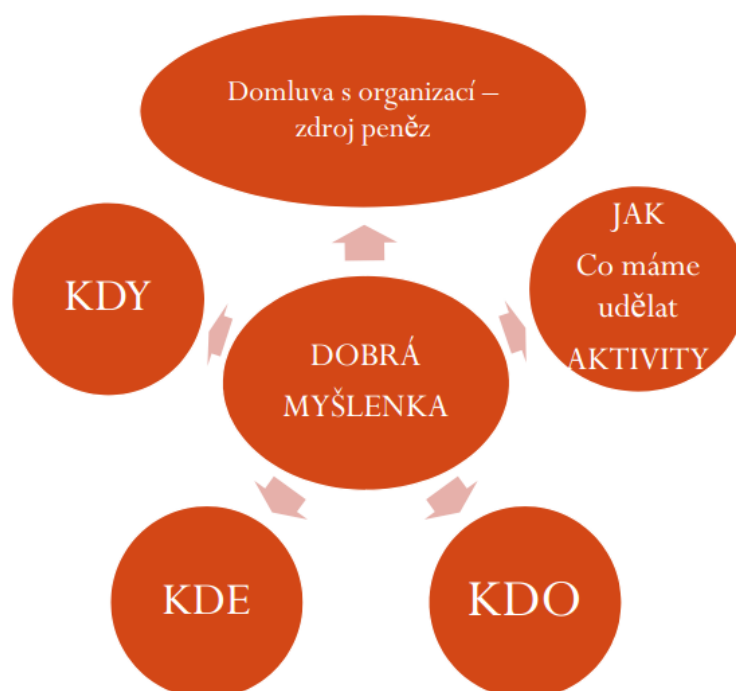 Domluva s organizací –
zdroj peněz
KDY
JAK
Co máme
udělat
AKTIVITY
DOBRÁ
MYŠLENKA
KDE
KDO